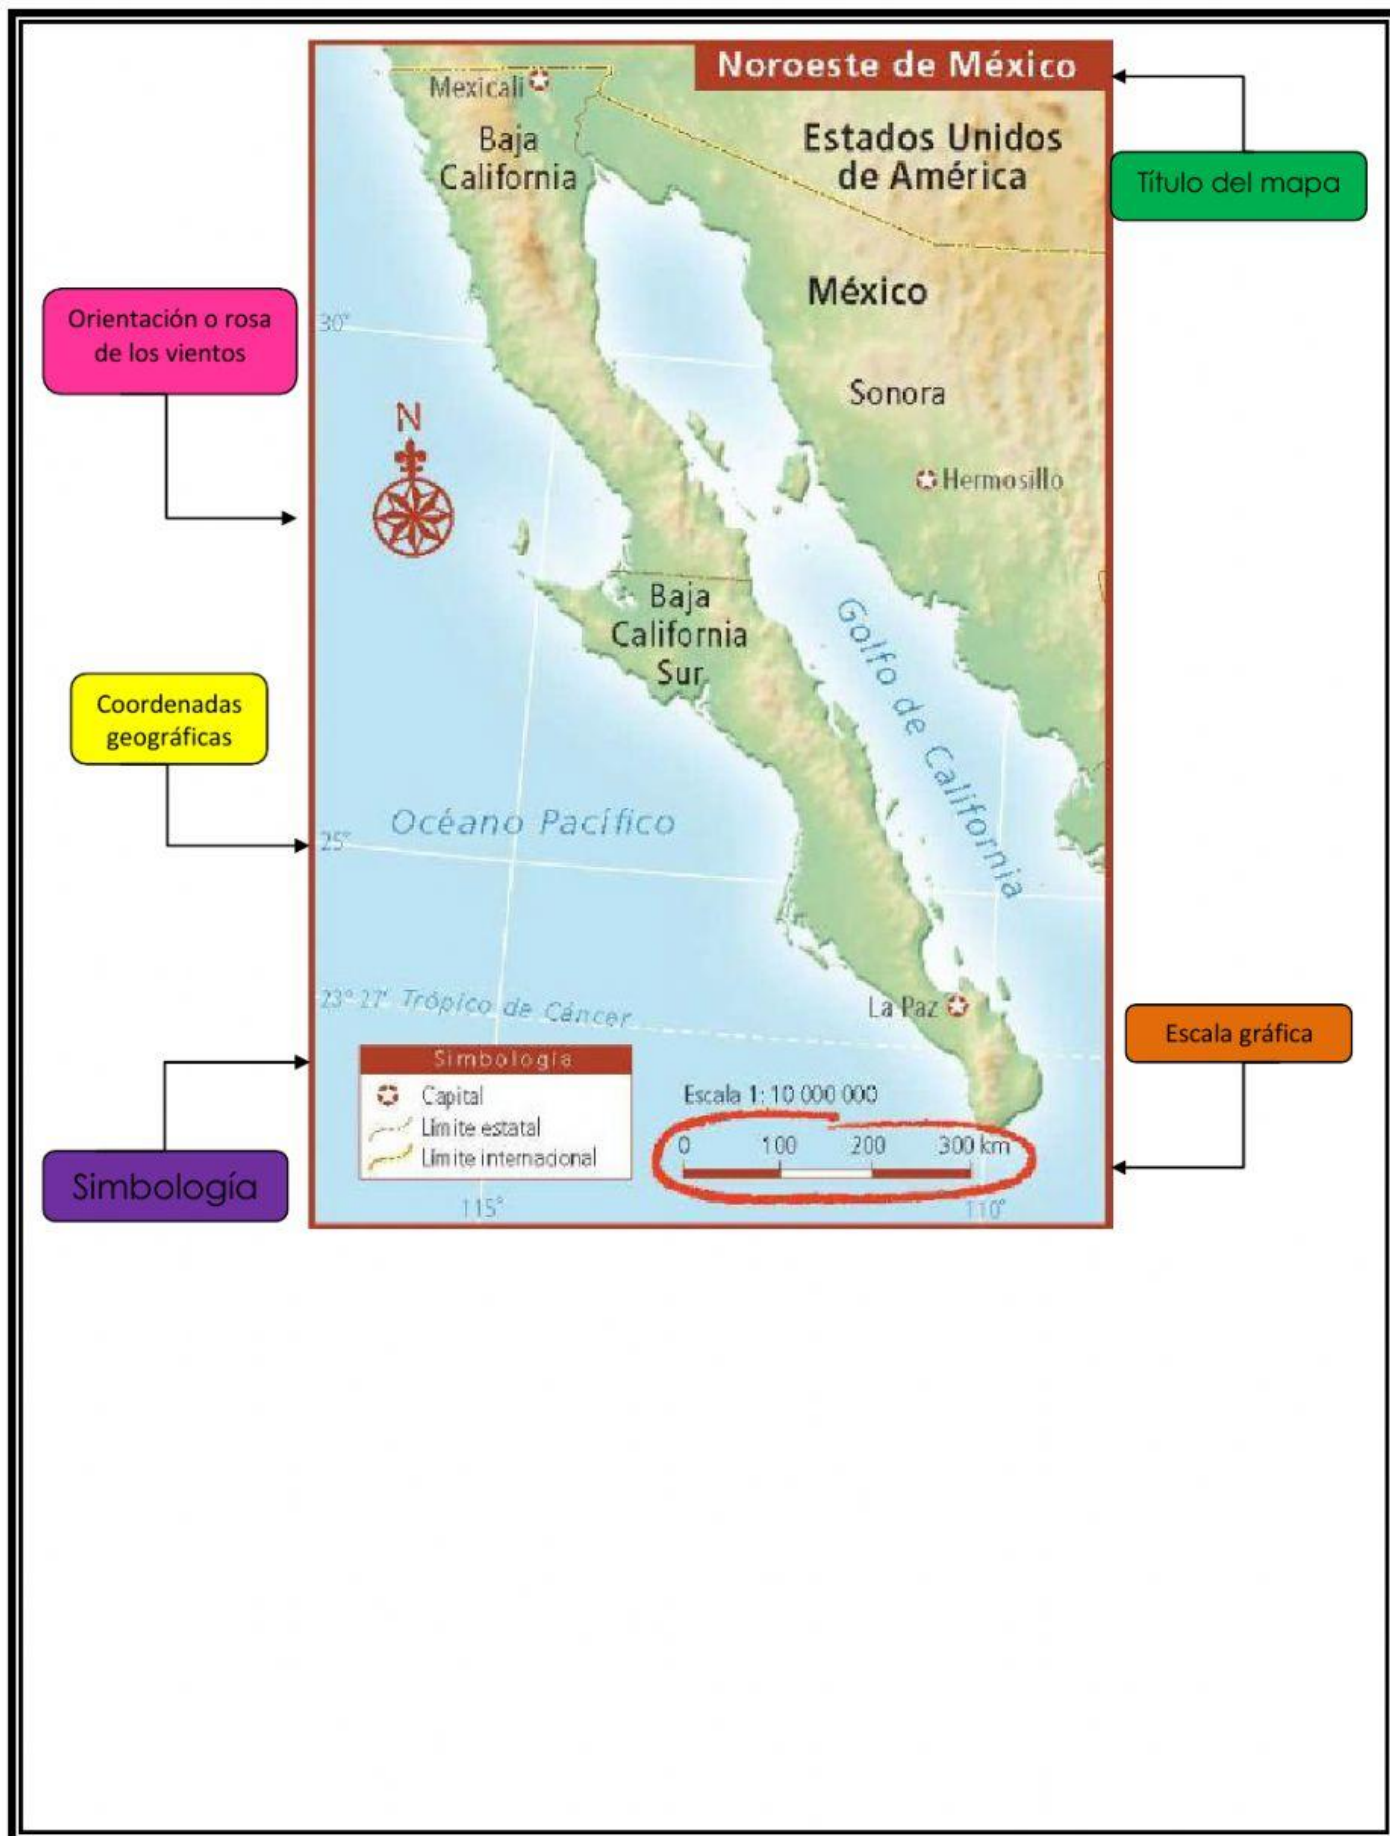 Noroeste de México
Mexicali
Baja
California
Estados Unidos
de América
Título del mapa
México
Orientación o rosa
de los vientos
30°
Sonora
N
Hermosillo
Baja
California
Sur
Golfo de California
Coordenadas
geográficas
Océano Pacífico
25°
23° 27' Trópico de Cáncer
La Paz
Escala gráfica
Simbología
Capital
Límite estatal
Límite internacional
Escala 1: 10 000 000
0 100 200 300 km
Simbología
115°
110°